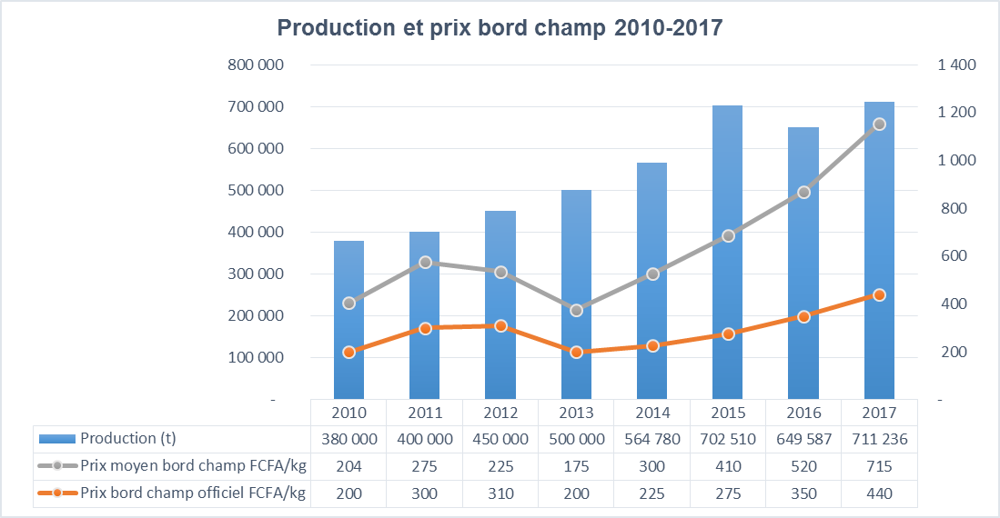 Production et prix bord champ 2010-2017
800 000 1 400
700 000 1 200
600 000 1 000
500 000 800
400 000 600
300 000 400
200 000 200
100 000 -
-
2010 2011 2012 2013 2014 2015 2016 2017
Production (t) 380 000 400 000 450 000 500 000 564 780 702 510 649 587 711 236
Prix moyen bord champ FCFA/kg 204 275 225 175 300 410 520 715
Prix bord champ officiel FCFA/kg 200 300 310 200 225 275 350 440